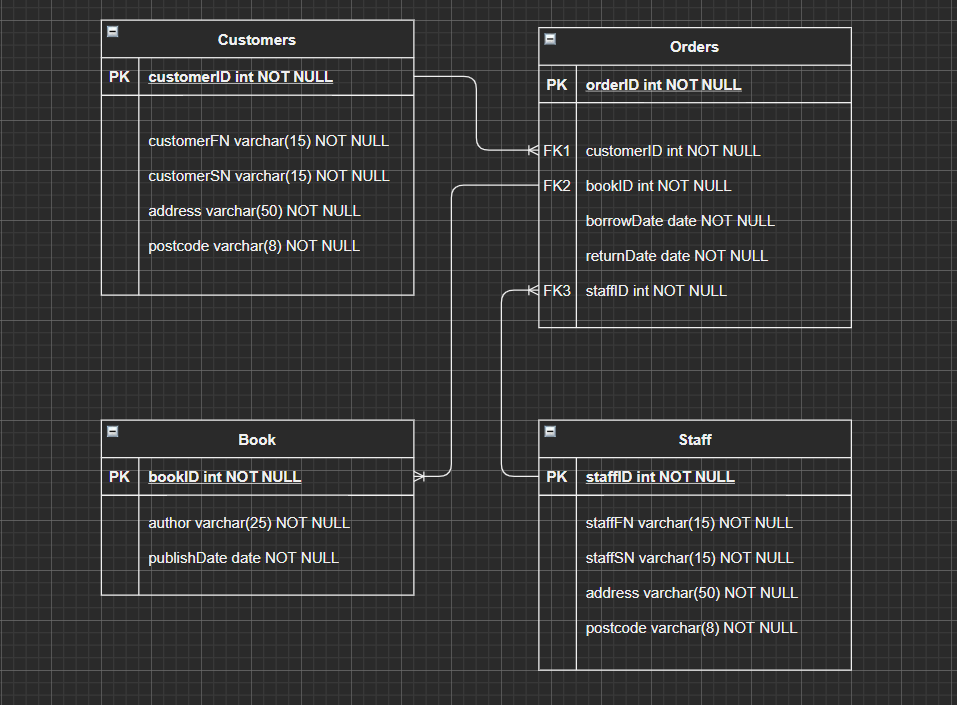 Customers
PK customerID int NOT NULL
customerFN varchar(15) NOT NULL
customerSN varchar(15) NOT NULL
address varchar(50) NOT NULL
postcode varchar(8) NOT NULL
Orders
PK orderID int NOT NULL
FK1 customerID int NOT NULL
FK2 bookID int NOT NULL
borrowDate date NOT NULL
returnDate date NOT NULL
FK3 staffID int NOT NULL
Book
PK bookID int NOT NULL
author varchar(25) NOT NULL
publishDate date NOT NULL
Staff
PK staffID int NOT NULL
staffFN varchar(15) NOT NULL
staffSN varchar(15) NOT NULL
address varchar(50) NOT NULL
postcode varchar(8) NOT NULL